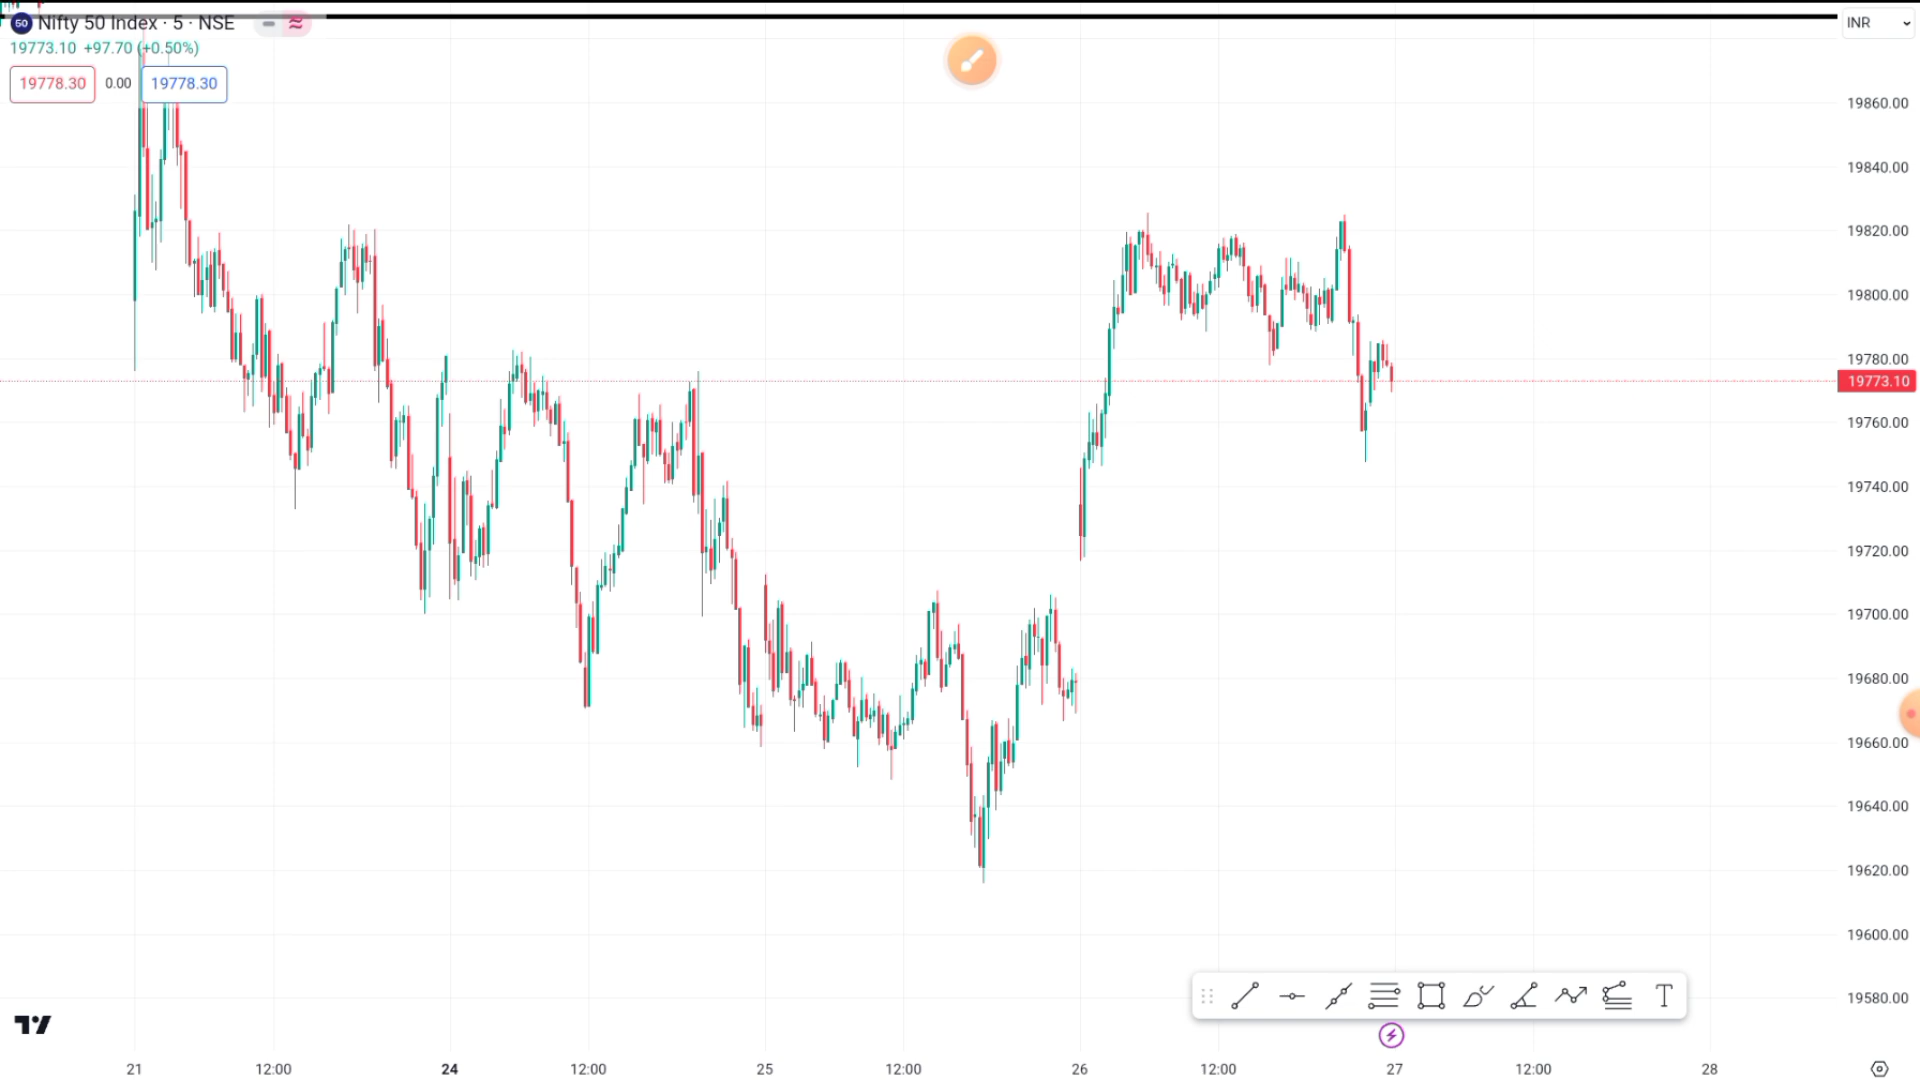 50 Nifty 50 Index · 5 · NSE
INR
19773.10 +97.70 (+0.50%)
19778.30 0.00 19778.30
19860.00
19840.00
19820.00
19800.00
19780.00
19773.10
19760.00
19740.00
19720.00
19700.00
19680.00
19660.00
19640.00
19620.00
19600.00
19580.00
T
21 12:00 24 12:00 25 12:00 26 12:00 27 12:00 28